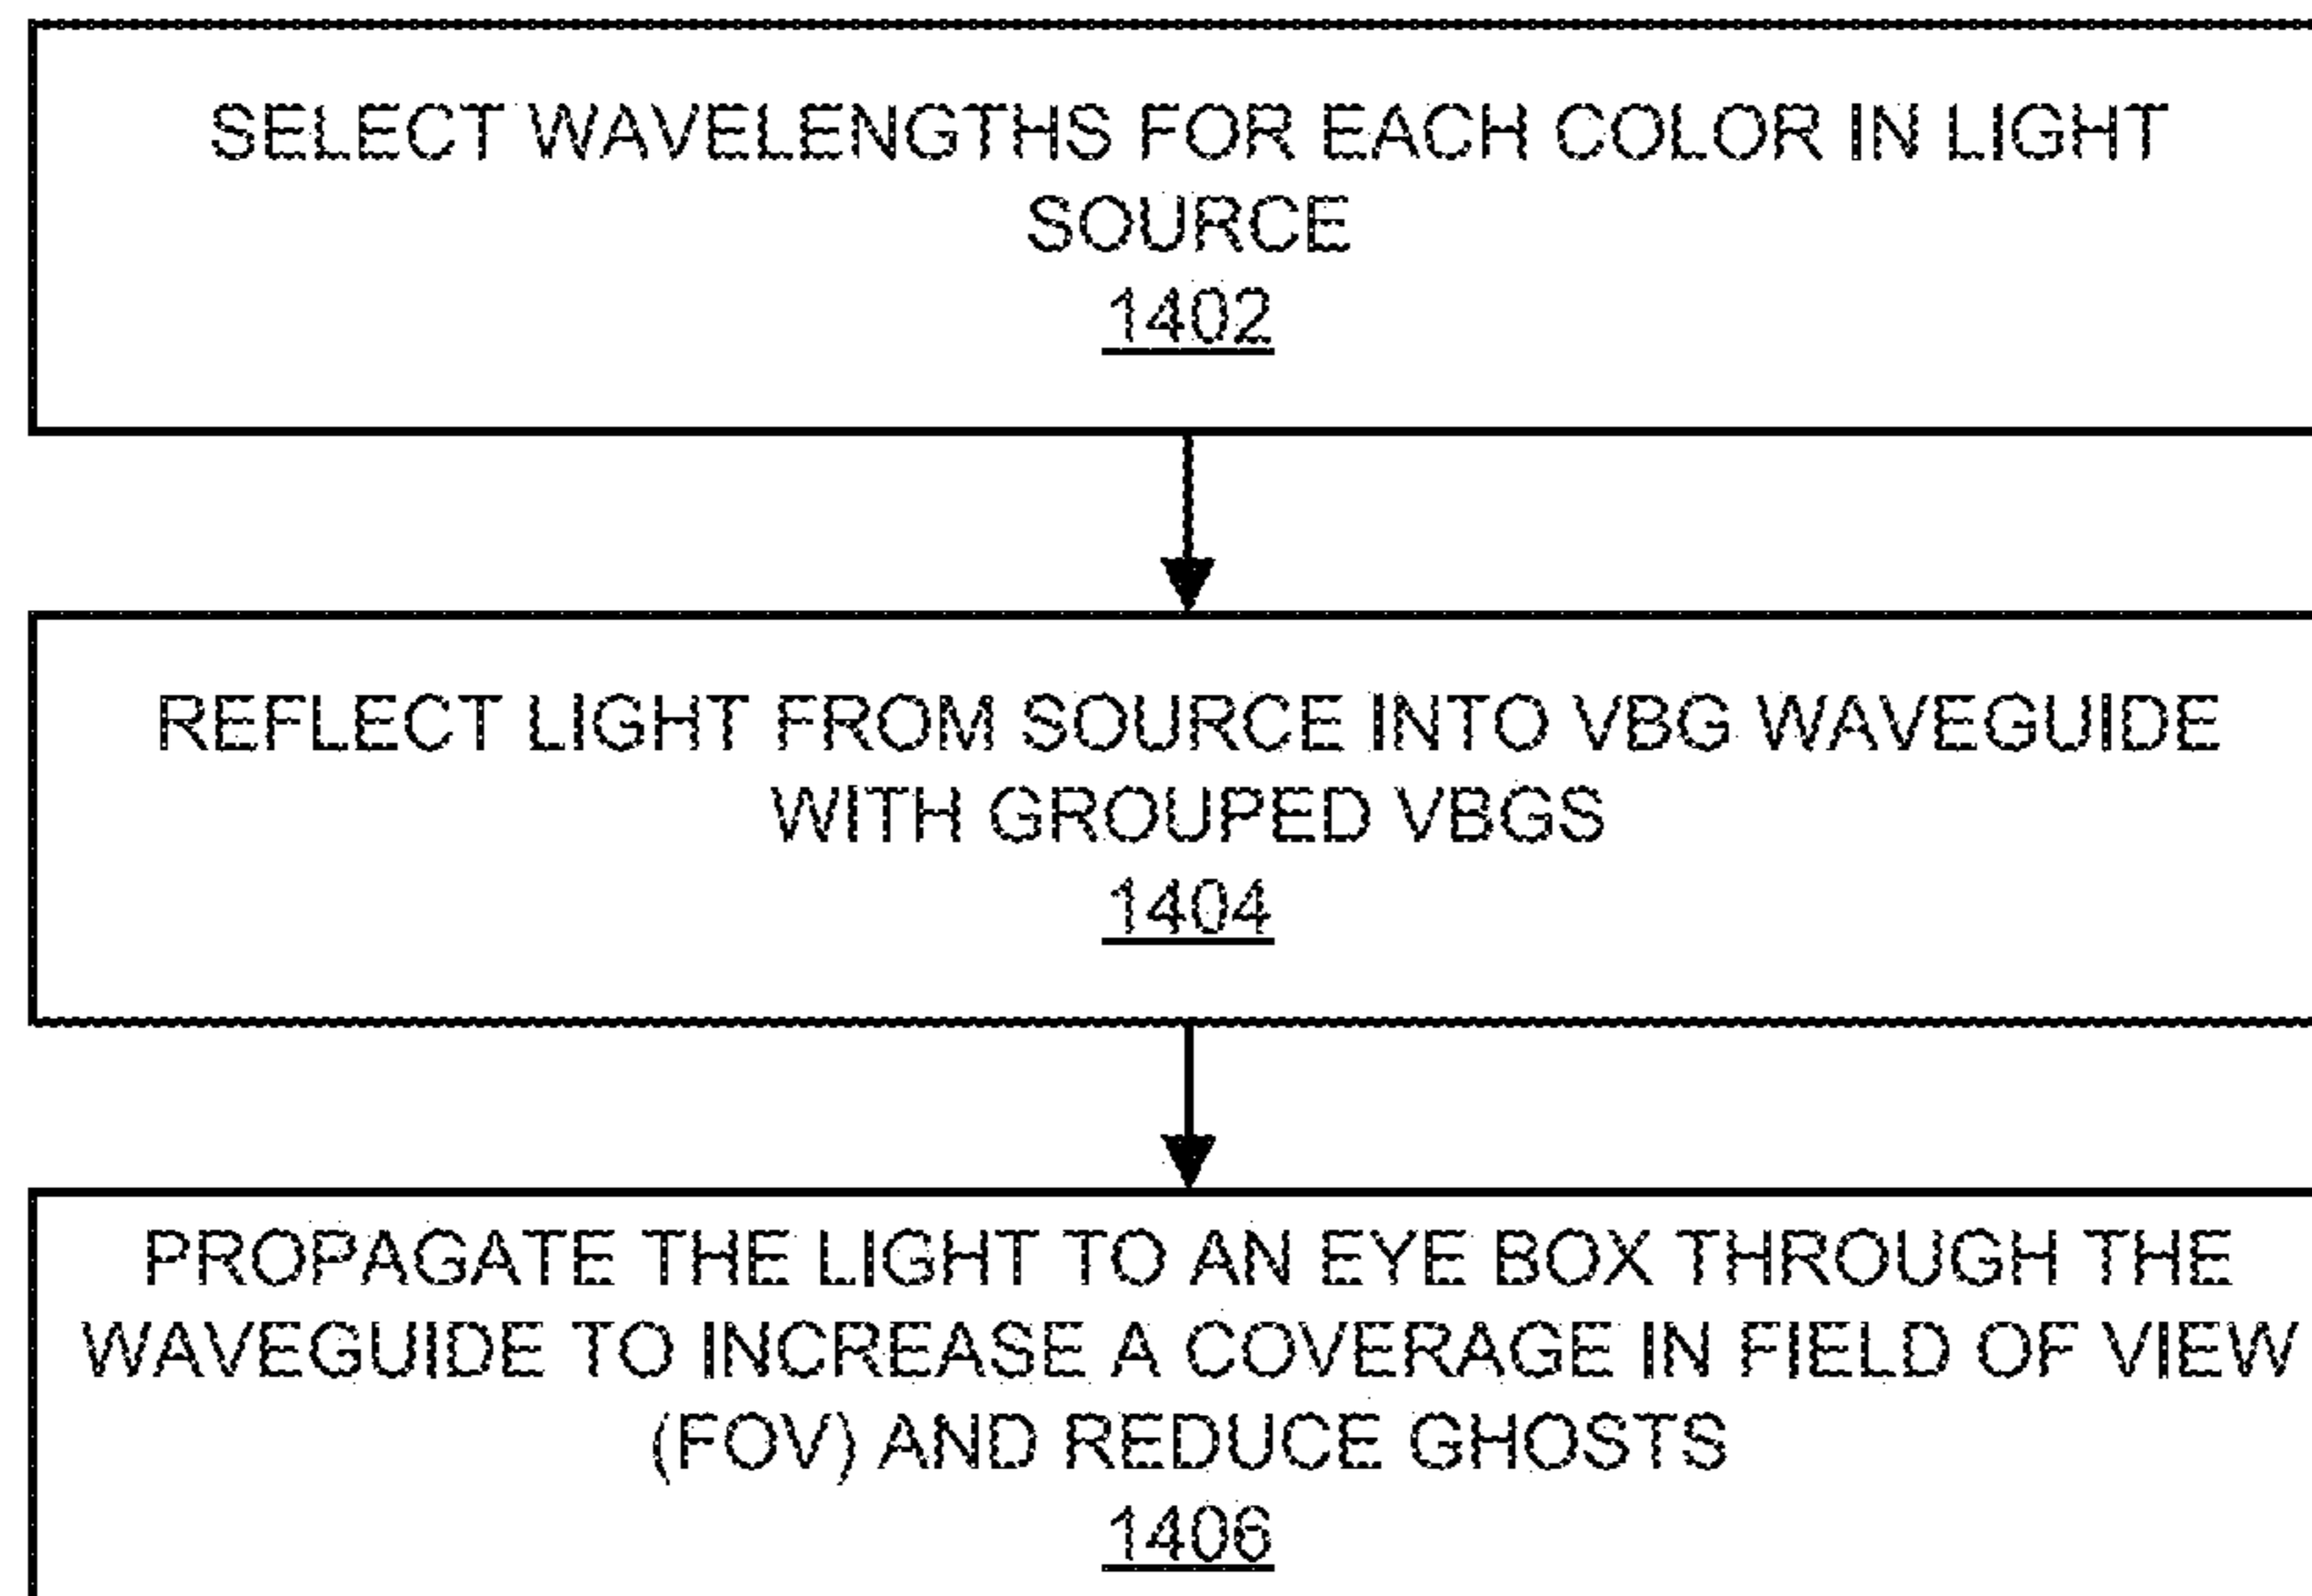 SELECT WAVELENGTHS FOR EACH COLOR IN LIGHT
SOURCE
1402
REFLECT LIGHT FROM SOURCE INTO VBG WAVEGUIDE
WITH GROUPED VBGS
1404
PROPAGATE THE LIGHT TO AN EYE BOX THROUGH THE
WAVEGUIDE TO INCREASE A COVERAGE IN FIELD OF VIEW
(FOV) AND REDUCE GHOSTS
1406